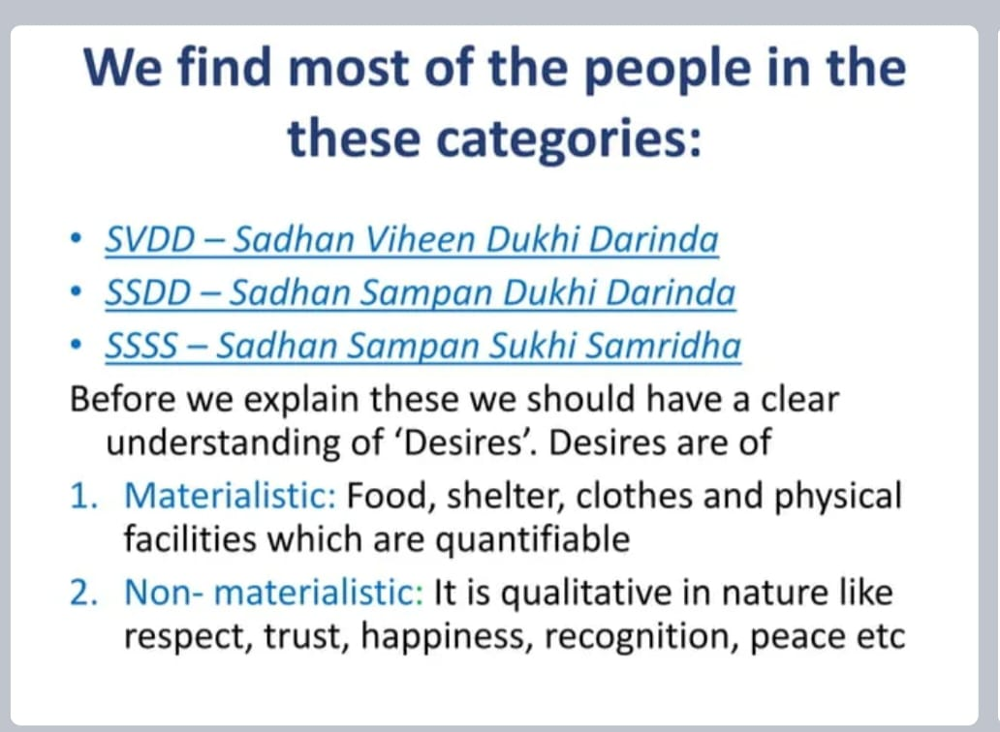 We find most of the people in the
these categories:
• SVDD – Sadhan Viheen Dukhi Darinda
• SSDD – Sadhan Sampan Dukhi Darinda
• SSSS – Sadhan Sampan Sukhi Samridha
Before we explain these we should have a clear
understanding of ‘Desires’. Desires are of
1. Materialistic: Food, shelter, clothes and physical
facilities which are quantifiable
2. Non- materialistic: It is qualitative in nature like
respect, trust, happiness, recognition, peace etc